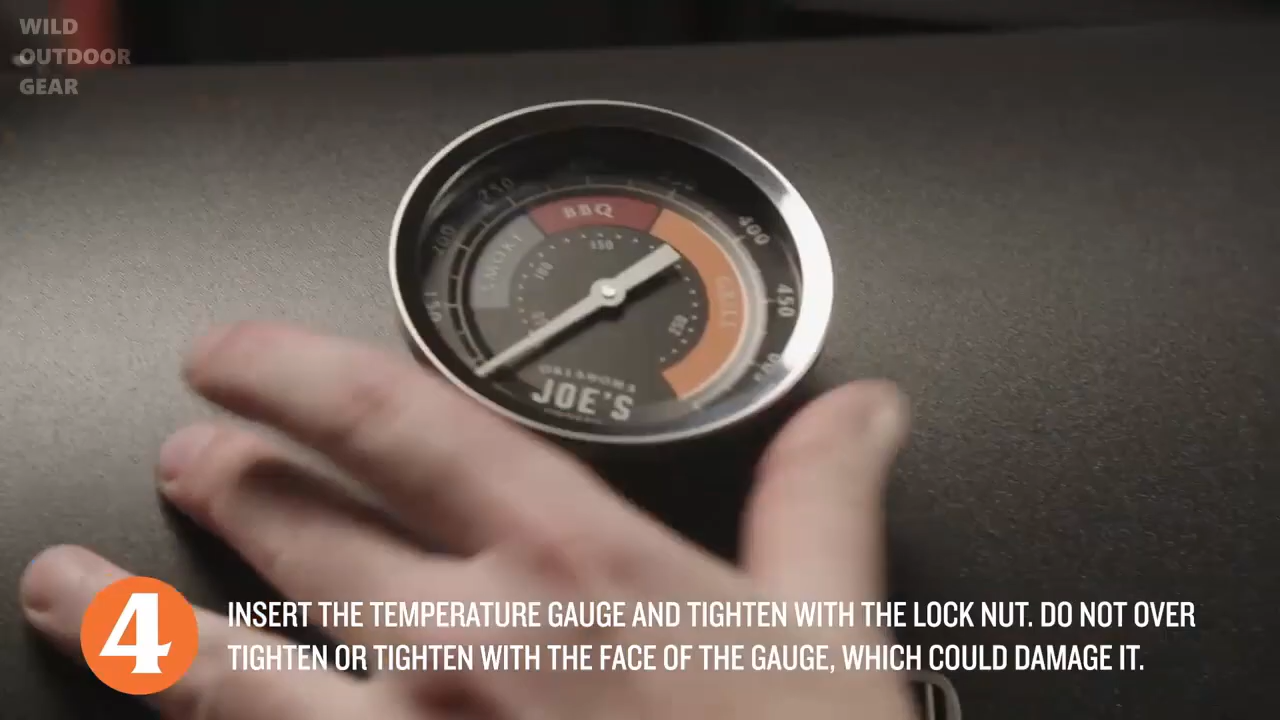 WILD
OUTDOOR
GEAR
250
BBQ
400
SMOKE
150
450
GRILL
250
JOE'S
4
INSERT THE TEMPERATURE GAUGE AND TIGHTEN WITH THE LOCK NUT. DO NOT OVER
TIGHTEN OR TIGHTEN WITH THE FACE OF THE GAUGE, WHICH COULD DAMAGE IT.